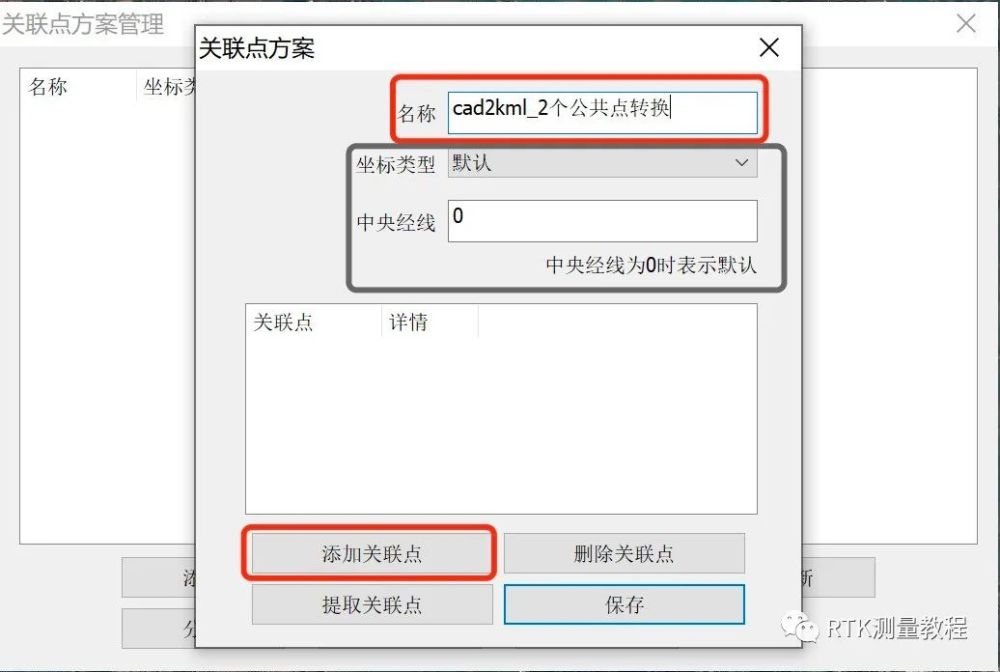 关联点方案管理
关联点方案
名称
坐标类
名称
cad2kml_2个公共点转换
坐标类型
默认
中央经线
0
中央经线为0时表示默认
关联点
详情
添加关联点
删除关联点
提取关联点
保存
RTK测量教程